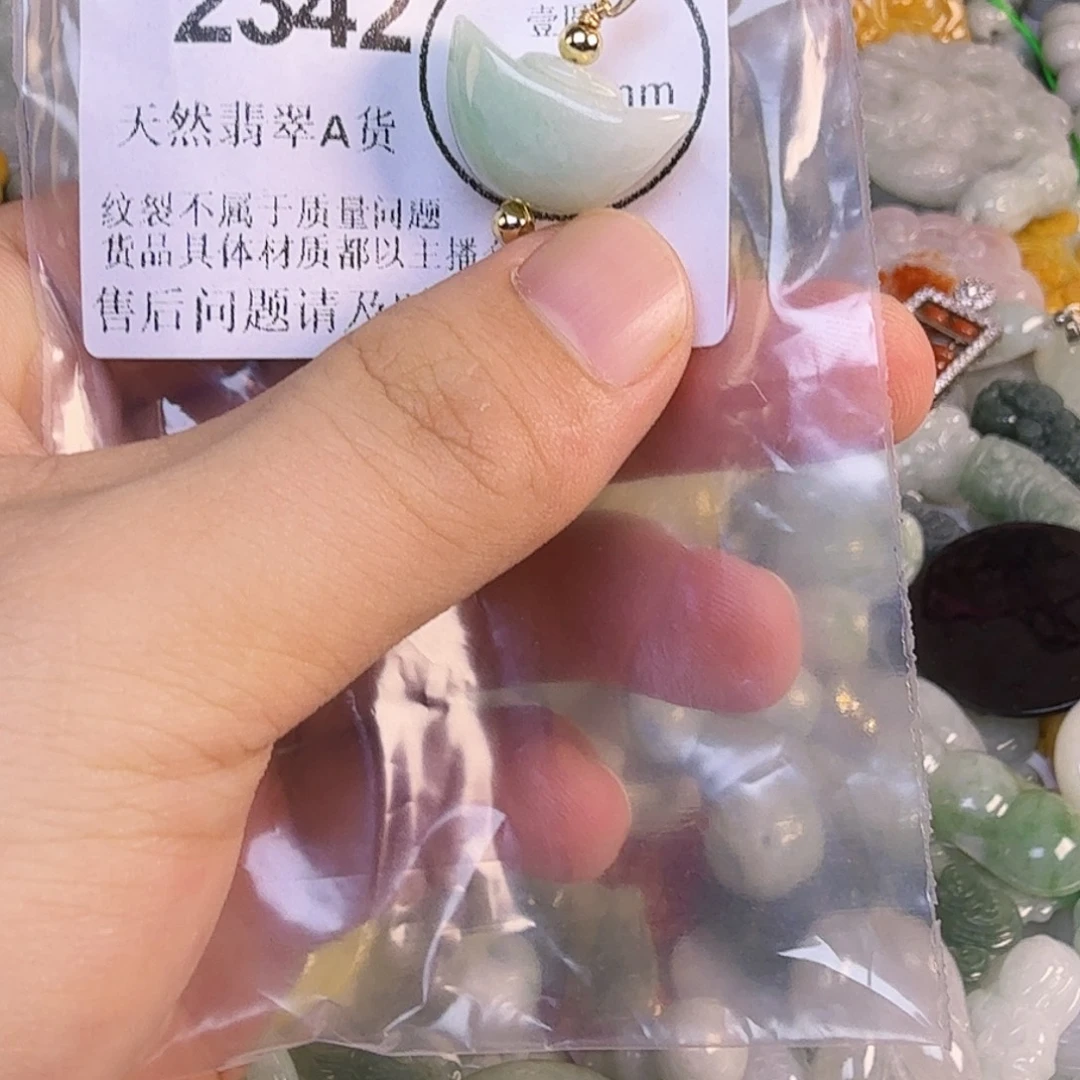 2342
壹
mm
天然翡翠A货
纹裂不属于质量问题
货品具体材质都以主播
售后问题请及